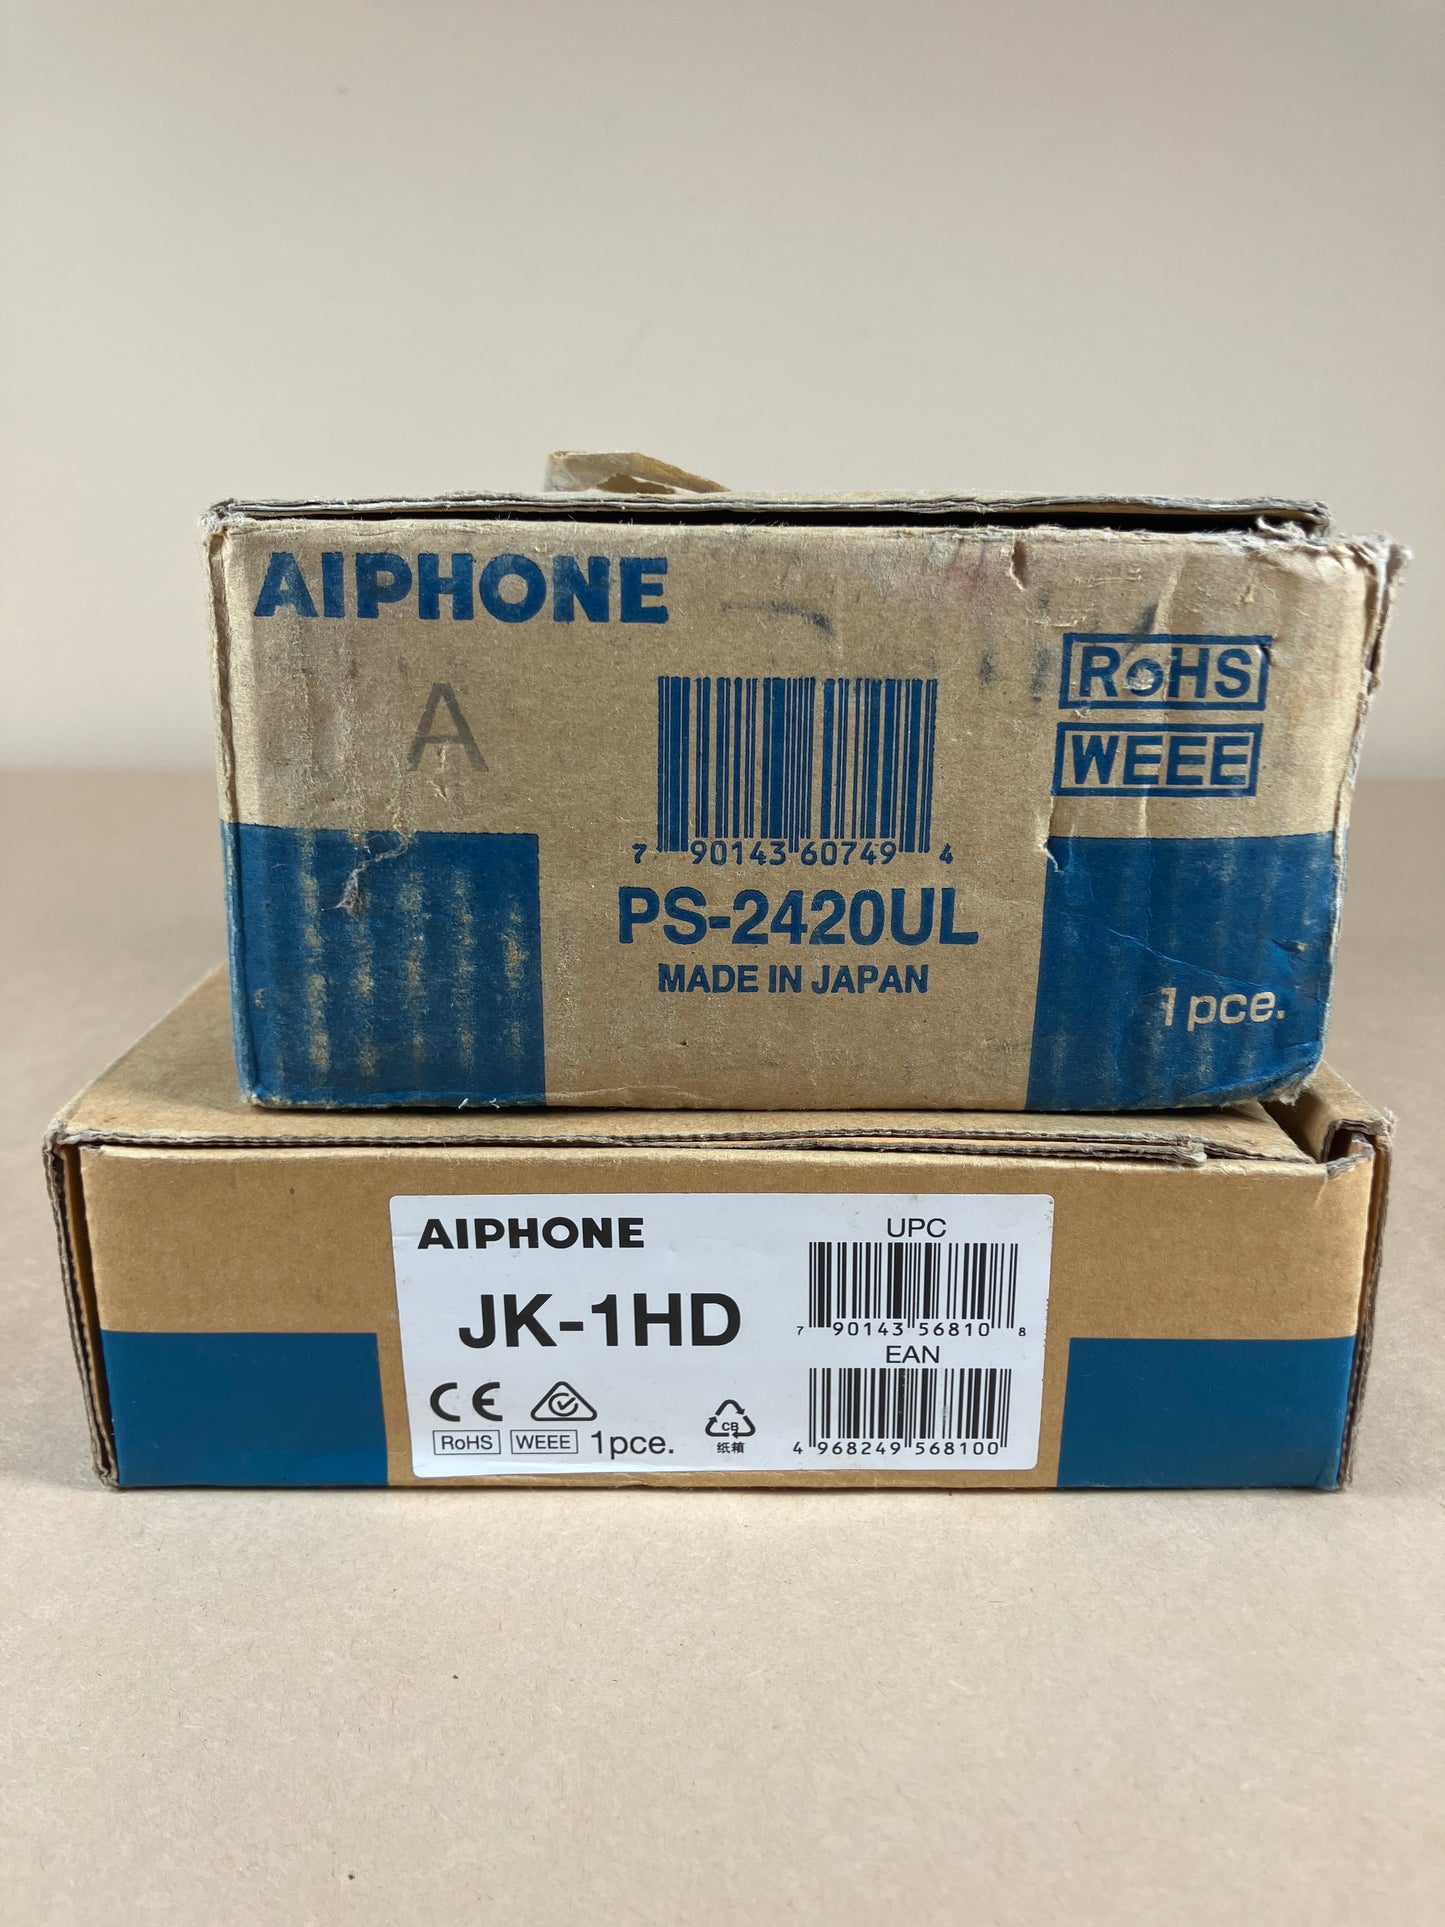 AIPHONE
A
RoHS
WEEE
7 90143 60749 4
PS-2420UL
MADE IN JAPAN
1pce.
AIPHONE
JK-1HD
UPC
7 90143 56810 8
EAN
4 968249 568100
CE
RoHS WEEE 1pce.
CB
纸箱